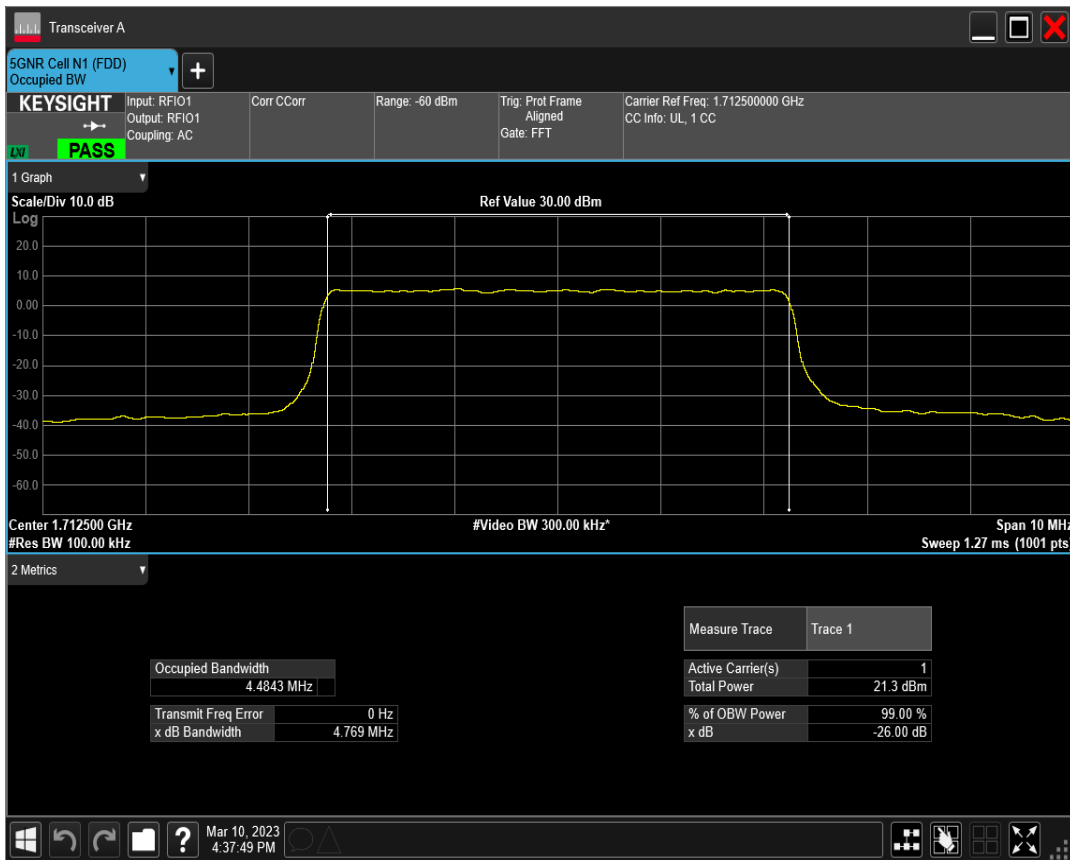 Transceiver A
5GNR Cell N1 (FDD)
Occupied BW
+
KEYSIGHT
LXI
PASS
Input: RFIO1
Output: RFIO1
Coupling: AC
Corr CCorr
Range: -60 dBm
Trig: Prot Frame
Aligned
Gate: FFT
Carrier Ref Freq: 1.712500000 GHz
CC Info: UL, 1 CC
1 Graph
Scale/Div 10.0 dB
Ref Value 30.00 dBm
Log
20.0
10.0
0.00
-10.0
-20.0
-30.0
-40.0
-50.0
-60.0
Center 1.712500 GHz
#Video BW 300.00 kHz*
Span 10 MHz
#Res BW 100.00 kHz
Sweep 1.27 ms (1001 pts)
2 Metrics
Measure Trace Trace 1
Occupied Bandwidth
4.4843 MHz
Active Carrier(s) 1
Total Power 21.3 dBm
Transmit Freq Error 0 Hz
x dB Bandwidth 4.769 MHz
% of OBW Power 99.00 %
x dB -26.00 dB
?
Mar 10, 2023
4:37:49 PM